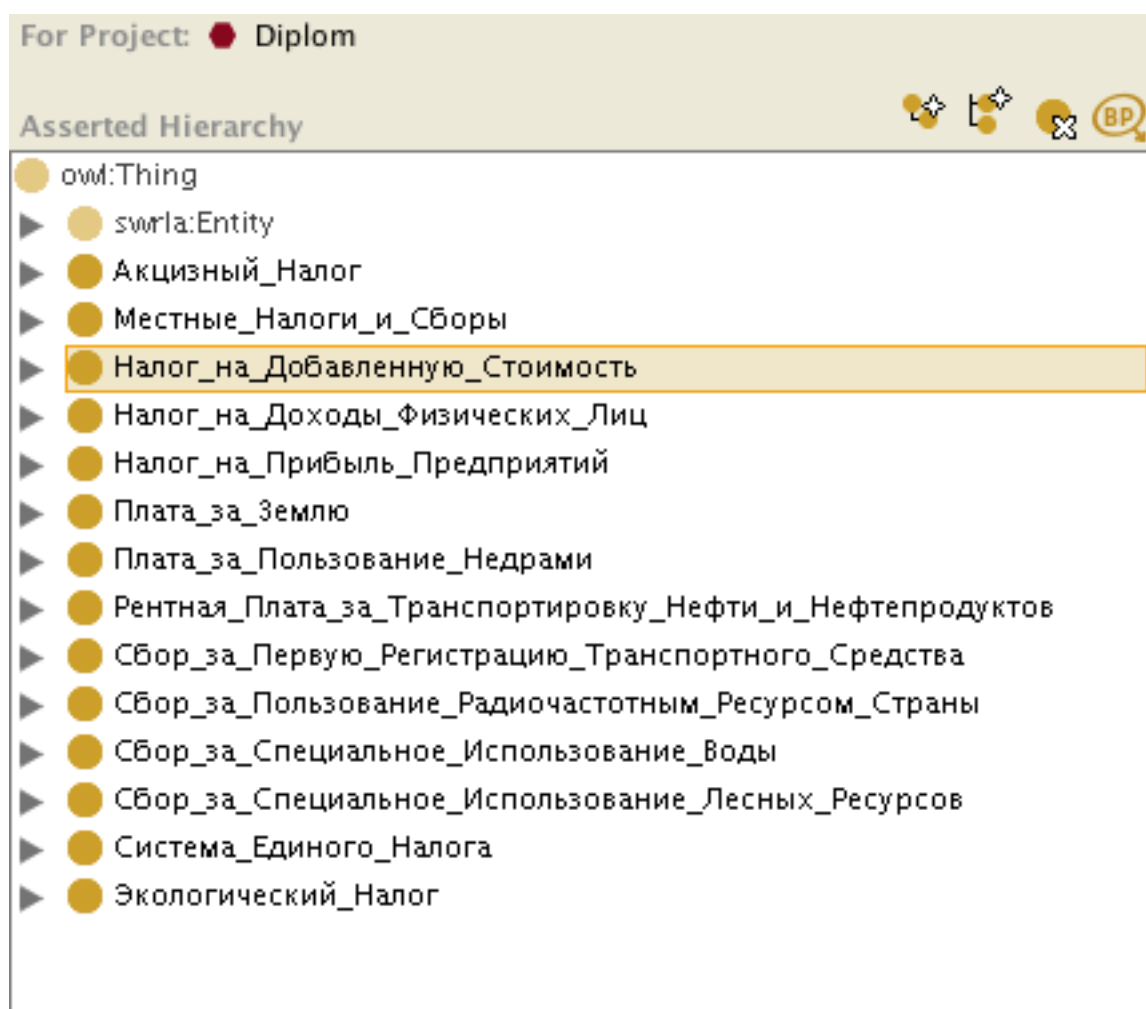 For Project: Diplom
Asserted Hierarchy
BP
owl:Thing
swrla:Entity
Акцизный_Налог
Местные_Налоги_и_Сборы
Налог_на_Добавленную_Стоимость
Налог_на_Доходы_Физических_Лиц
Налог_на_Прибыль_Предприятий
Плата_за_Землю
Плата_за_Пользование_Недрами
Рентная_Плата_за_Транспортировку_Нефти_и_Нефтепродуктов
Сбор_за_Первую_Регистрацию_Транспортного_Средства
Сбор_за_Пользование_Радиочастотным_Ресурсом_Страны
Сбор_за_Специальное_Использование_Воды
Сбор_за_Специальное_Использование_Лесных_Ресурсов
Система_Единого_Налога
Экологический_Налог